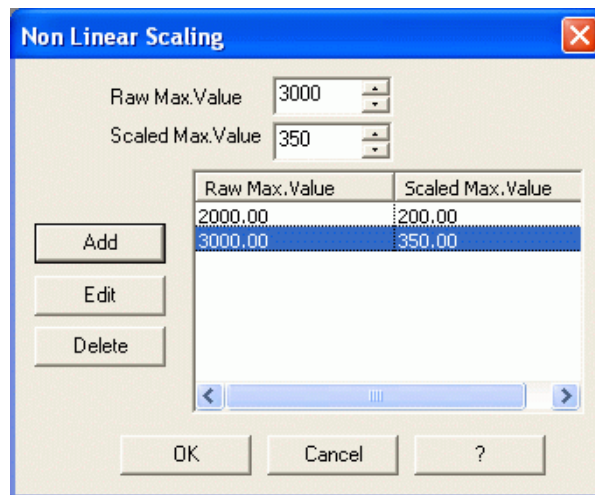 Non Linear Scaling
Raw Max.Value 3000
Scaled Max.Value 350
Raw Max.Value Scaled Max.Value
2000.00 200.00
3000.00 350.00
Add
Edit
Delete
OK Cancel ?